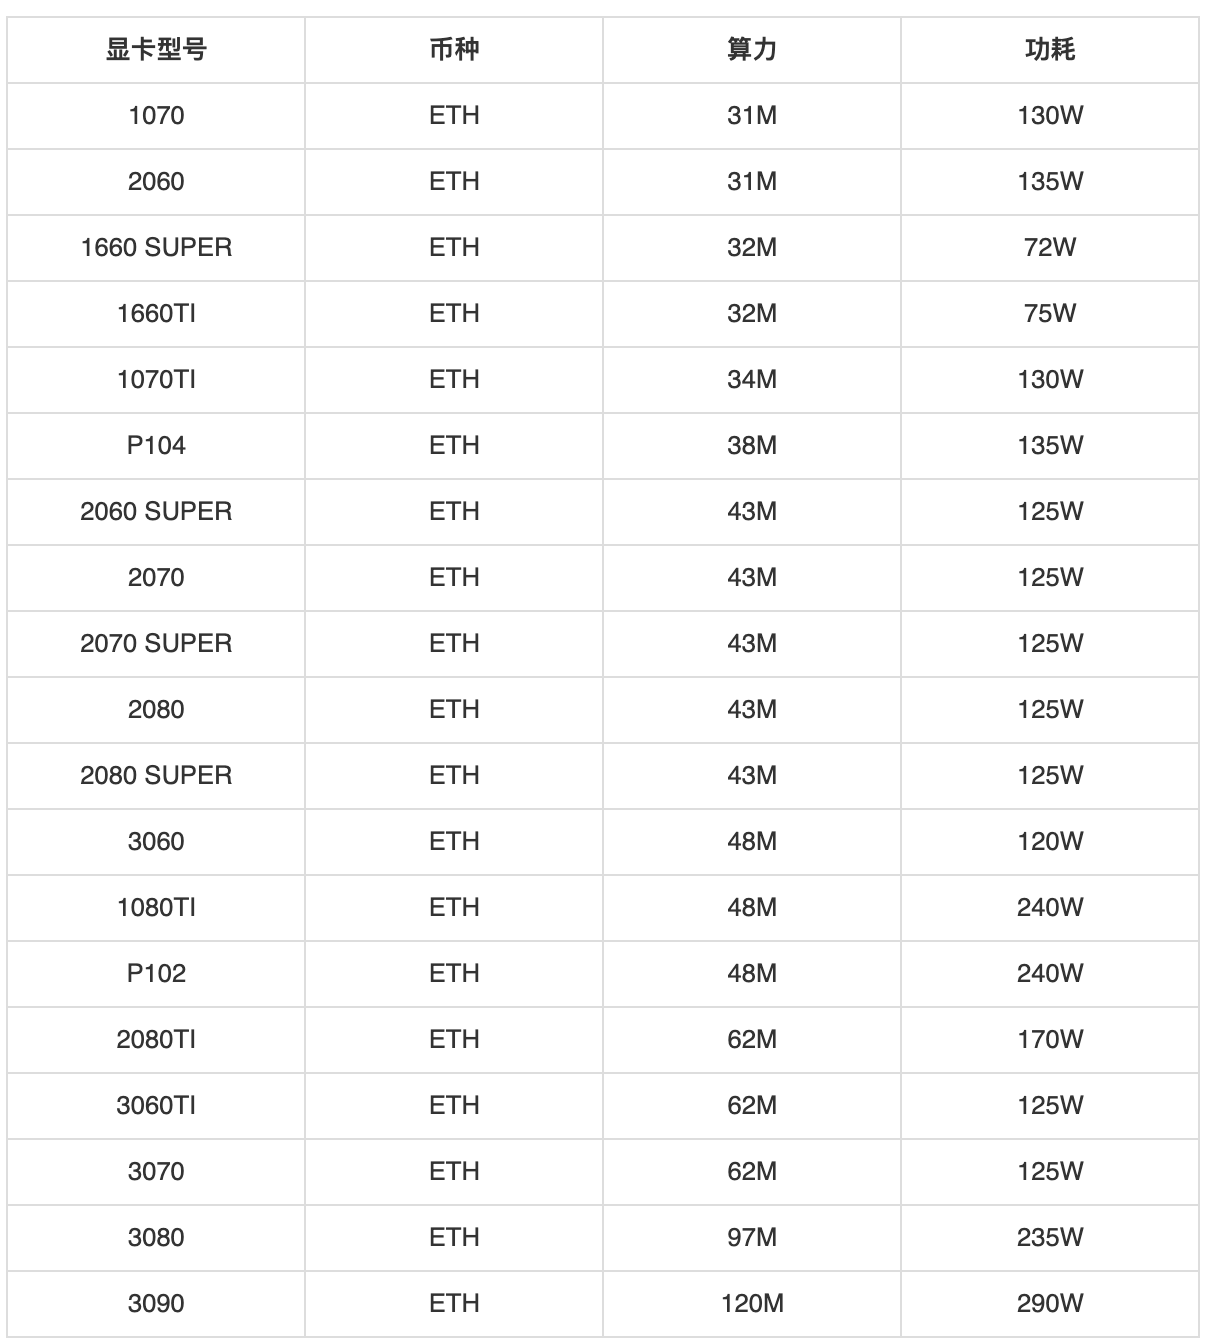 显卡型号 币种 算力 功耗
1070 ETH 31M 130W
2060 ETH 31M 135W
1660 SUPER ETH 32M 72W
1660TI ETH 32M 75W
1070TI ETH 34M 130W
P104 ETH 38M 135W
2060 SUPER ETH 43M 125W
2070 ETH 43M 125W
2070 SUPER ETH 43M 125W
2080 ETH 43M 125W
2080 SUPER ETH 43M 125W
3060 ETH 48M 120W
1080TI ETH 48M 240W
P102 ETH 48M 240W
2080TI ETH 62M 170W
3060TI ETH 62M 125W
3070 ETH 62M 125W
3080 ETH 97M 235W
3090 ETH 120M 290W